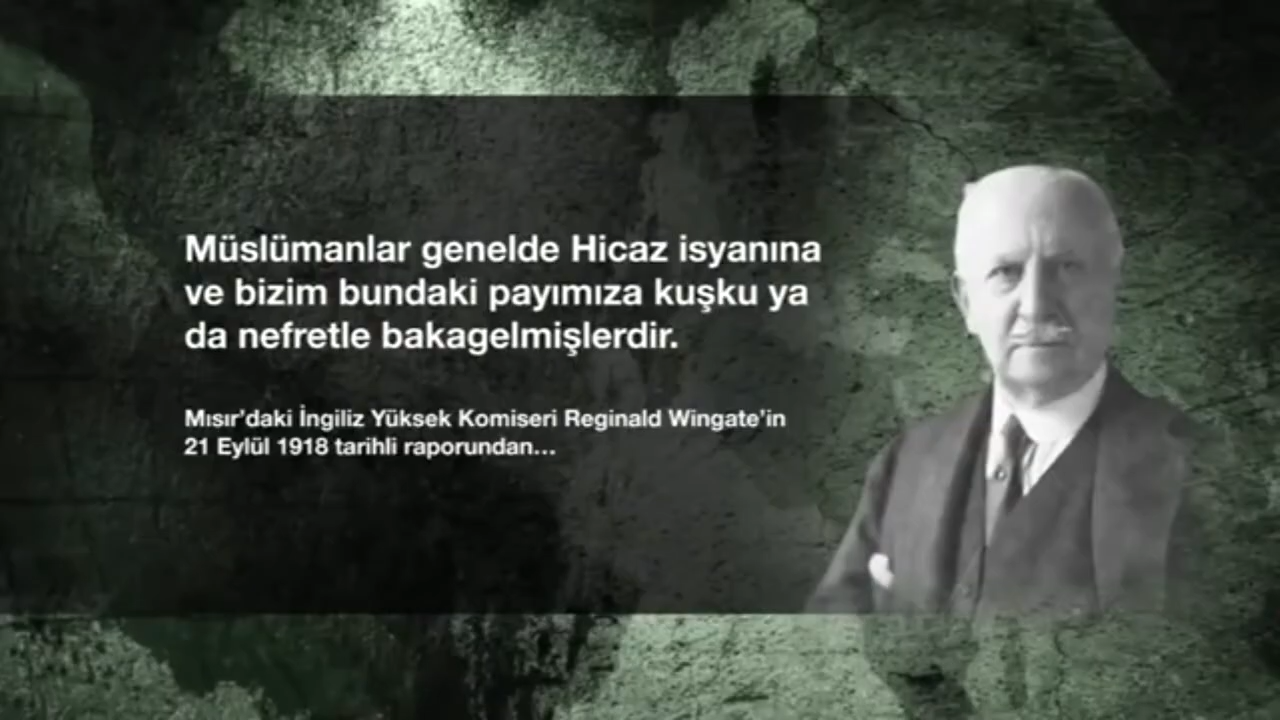 Müslümanlar genelde Hicaz isyanına
ve bizim bundaki payımıza kuşku ya
da nefretle bakagelmişlerdir.
Mısır'daki İngiliz Yüksek Komiseri Reginald Wingate'in
21 Eylül 1918 tarihli raporundan...